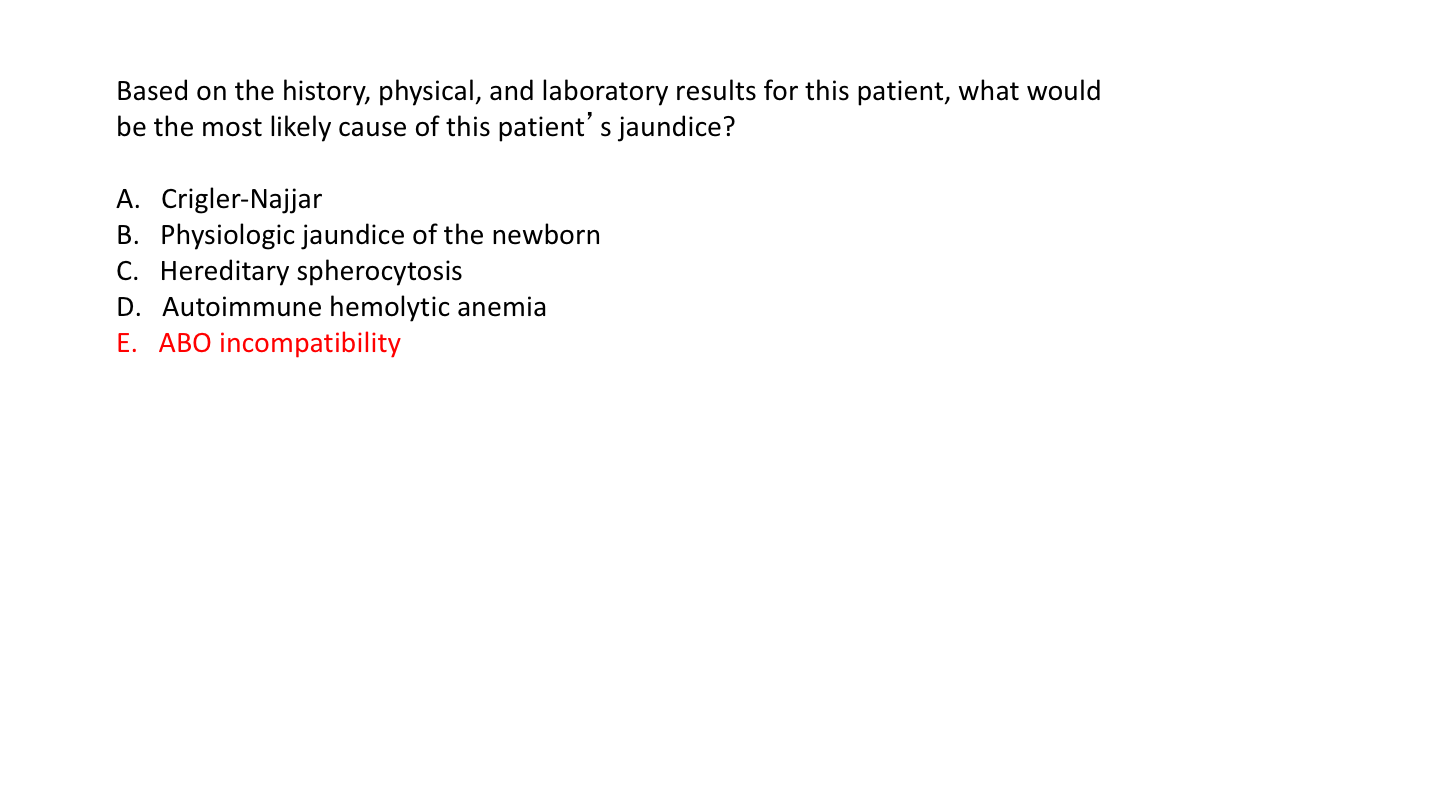 Based on the history, physical, and laboratory results for this patient, what would
be the most likely cause of this patient’s jaundice?
A. Crigler-Najjar
B. Physiologic jaundice of the newborn
C. Hereditary spherocytosis
D. Autoimmune hemolytic anemia
E. ABO incompatibility